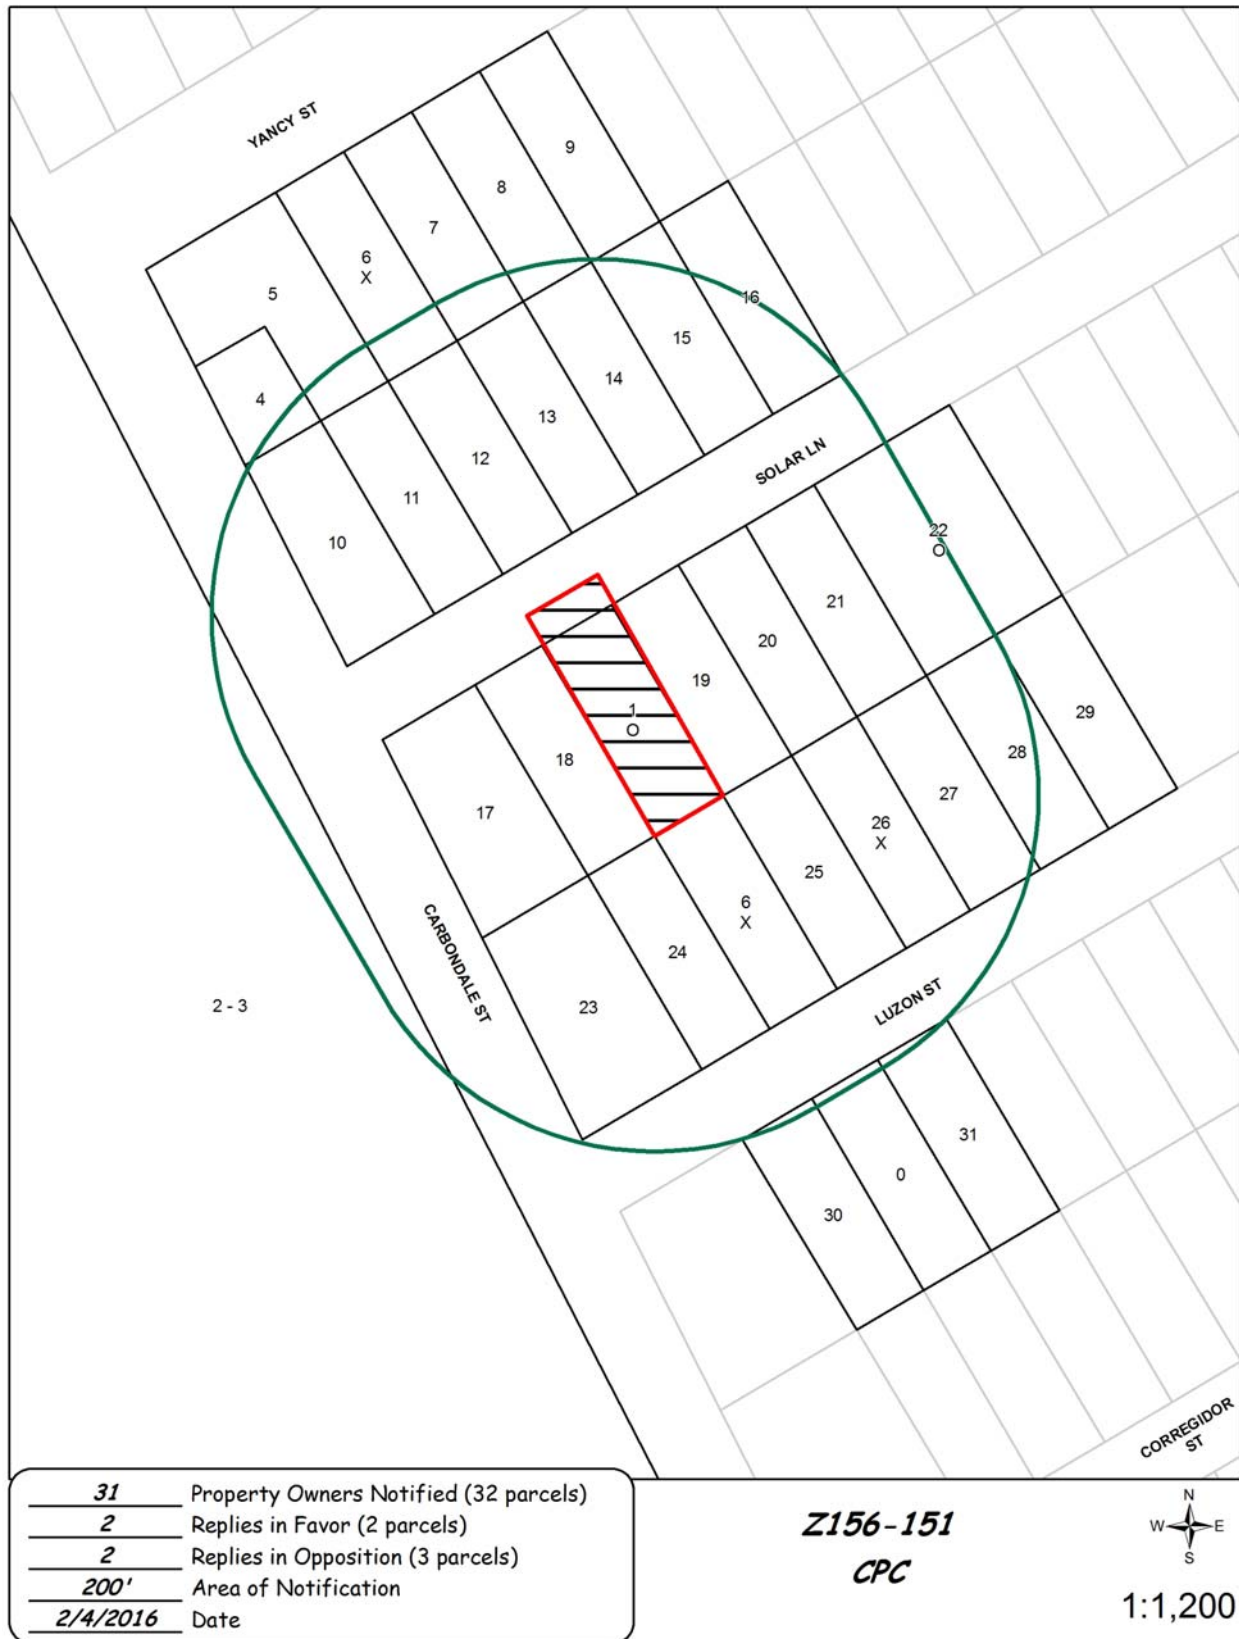 YANCY ST
9
8
7
6
X
5
16
15
4
14
13
12
SOLAR LN
11
22
O
10
21
20
19
1
O
29
28
18
27
17
26
X
25
6
X
CARBONDALE ST
24
LUZON ST
2 - 3
23
31
0
30
CORREGIDOR
ST
31 Property Owners Notified (32 parcels)
2 Replies in Favor (2 parcels)
2 Replies in Opposition (3 parcels)
200' Area of Notification
2/4/2016 Date
Z156-151
CPC
N
W E
S
1:1,200